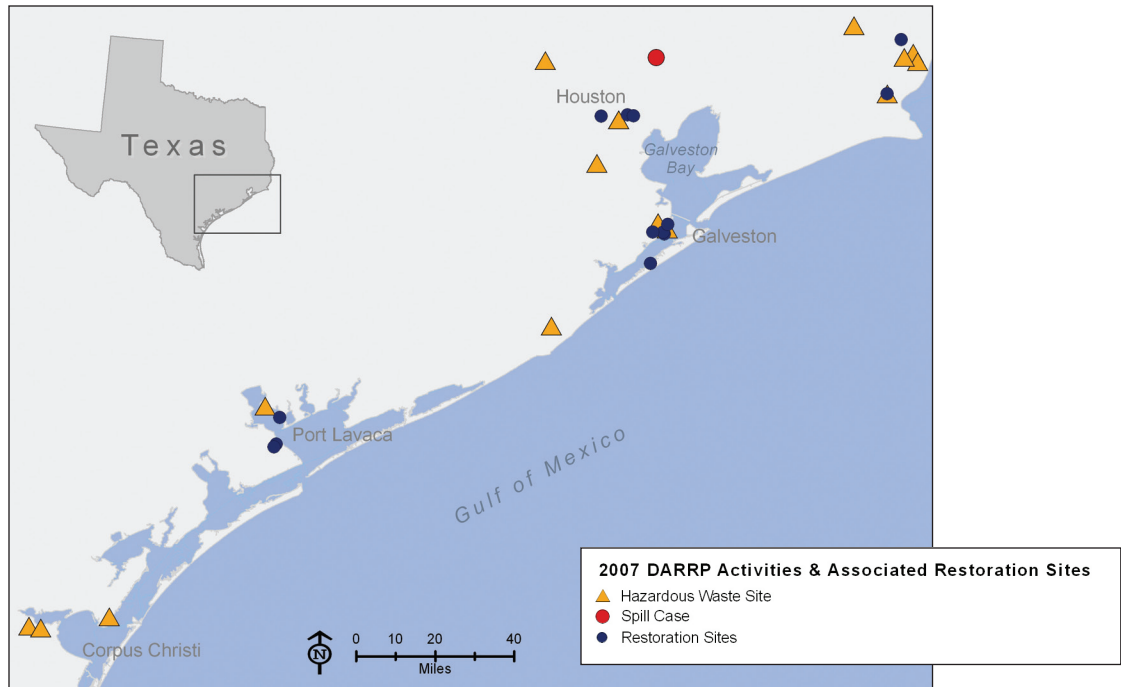 Texas
Houston
Galveston
Bay
Galveston
Port Lavaca
Gulf of Mexico
Corpus Christi
N
0 10 20 40
Miles
2007 DARRP Activities & Associated Restoration Sites
Hazardous Waste Site
Spill Case
Restoration Sites